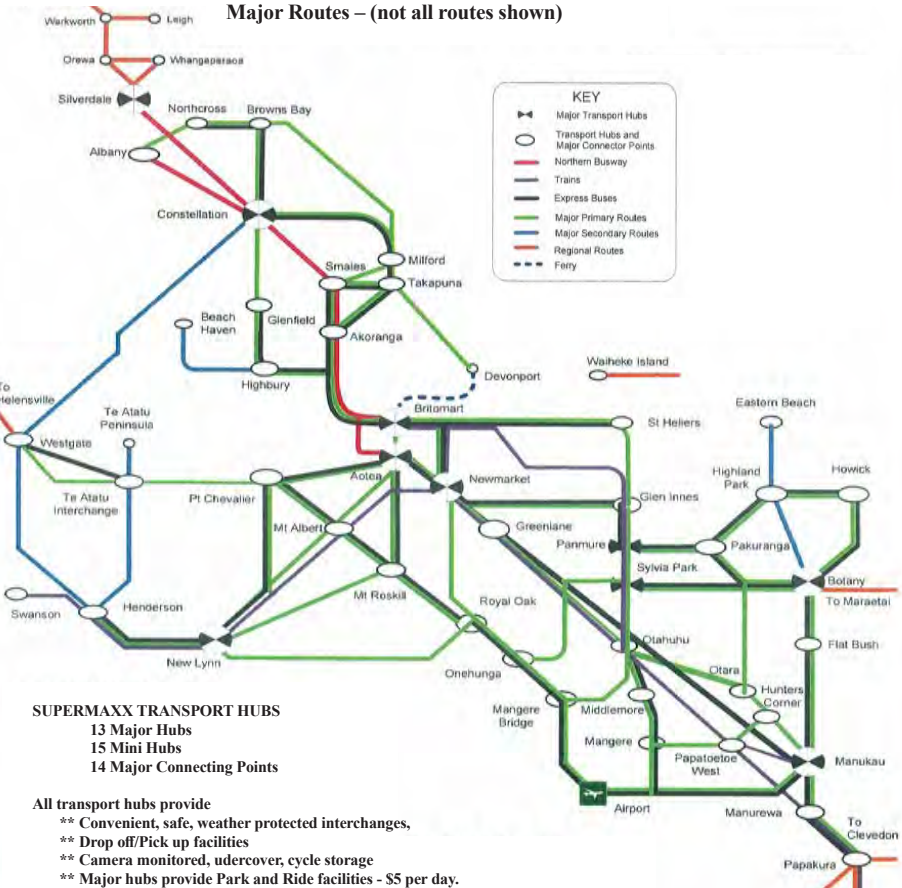 Major Routes – (not all routes shown)
Warkworth
Leigh
Orewa
Whangaparaoa
Silverdale
Northcross
Browns Bay
Albany
Constellation
KEY
Major Transport Hubs
Transport Hubs and
Major Connector Points
Northern Busway
Trains
Express Buses
Major Primary Routes
Major Secondary Routes
Regional Routes
Ferry
Smales
Milford
Takapuna
Beach
Haven
Glenfield
Akoranga
Highbury
Devonport
Waiheke Island
To
Helensville
Te Atatu
Peninsula
Britomart
St Heliers
Eastern Beach
Westgate
Te Atatu
Interchange
Pt Chevalier
Aotea
Newmarket
Highland
Park
Howick
Glen Innes
Mt Albert
Greenlane
Panmure
Pakuranga
Sylvia Park
Botany
To Maraetai
Swanson
Henderson
Mt Roskill
Royal Oak
New Lynn
Onehunga
Otahuhu
Flat Bush
Otara
Hunters
Corner
Mangere
Bridge
Middlemore
Mangere
Papatoetoe
West
Manukau
Airport
Manurewa
To
Clevedon
Papakura
SUPERMAXX TRANSPORT HUBS
13 Major Hubs
15 Mini Hubs
14 Major Connecting Points
All transport hubs provide
** Convenient, safe, weather protected interchanges,
** Drop off/Pick up facilities
** Camera monitored, udercover, cycle storage
** Major hubs provide Park and Ride facilities - $5 per day.